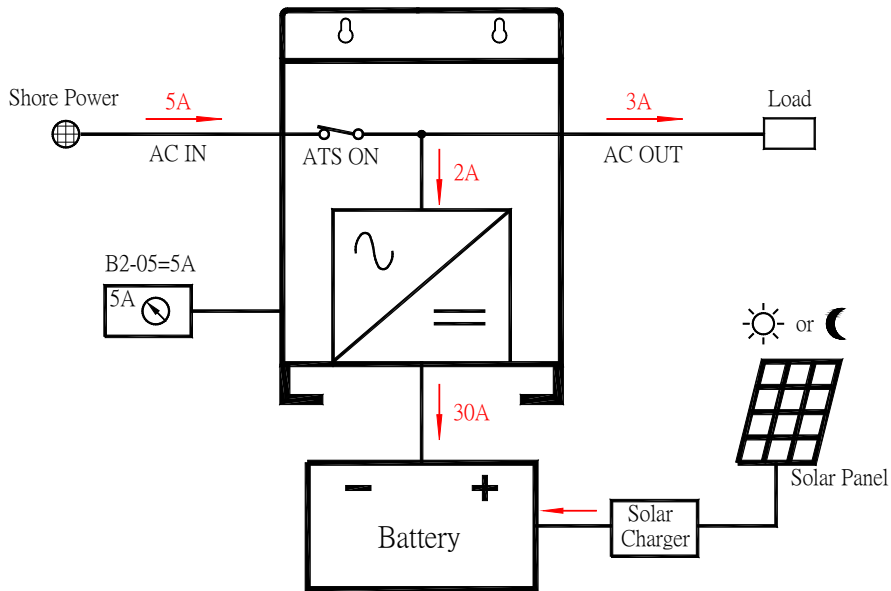 Shore Power
5A
3A
Load
AC IN
ATS ON
AC OUT
2A
B2-05=5A
5A
or
30A
Solar Panel
Battery
Solar
Charger